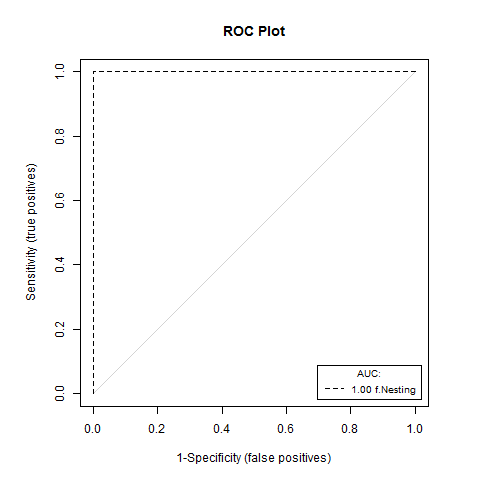 ROC Plot
Sensitivity (true positives)
1.0
0.8
0.6
0.4
0.2
0.0
AUC:
1.00 f.Nesting
0.0 0.2 0.4 0.6 0.8 1.0
1-Specificity (false positives)